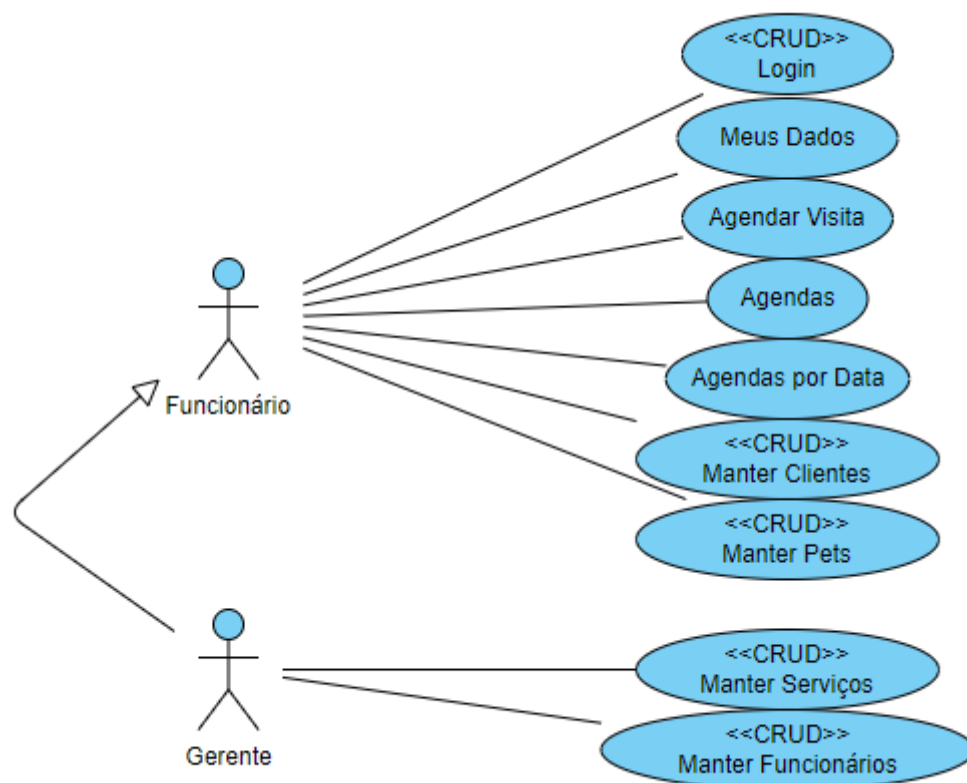 <<CRUD>>
Login
Meus Dados
Agendar Visita
Agendas
Agendas por Data
Funcionário
<<CRUD>>
Manter Clientes
<<CRUD>>
Manter Pets
<<CRUD>>
Manter Serviços
<<CRUD>>
Manter Funcionários
Gerente